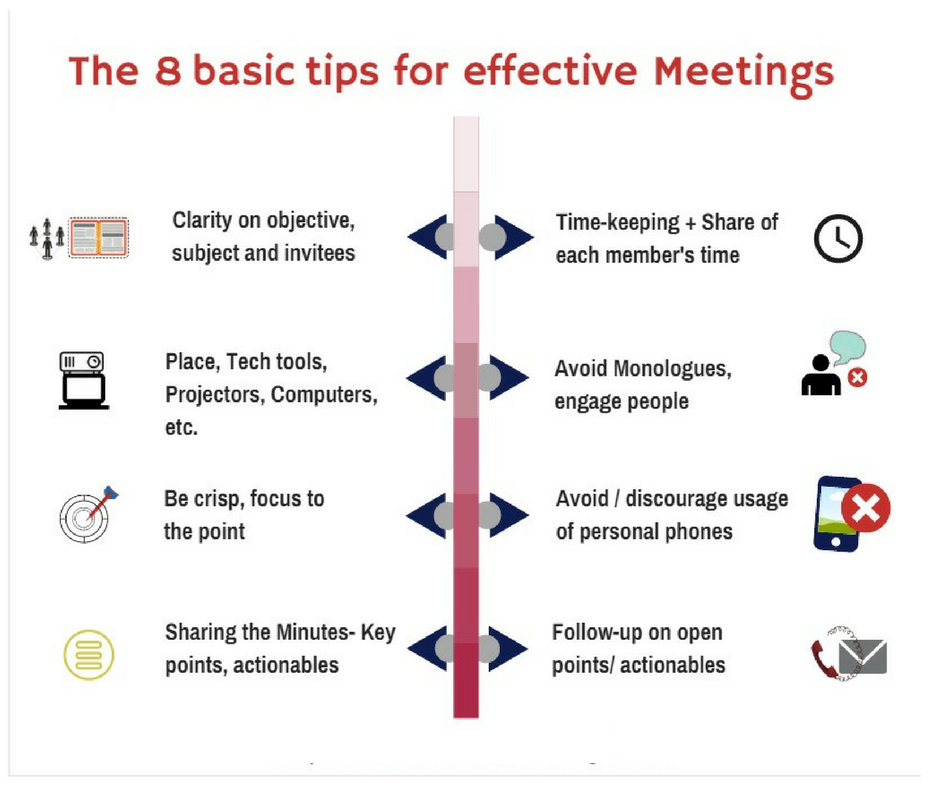 The 8 basic tips for effective Meetings
Clarity on objective,
subject and invitees
Time-keeping + Share of
each member's time
Place, Tech tools,
Projectors, Computers,
etc.
Avoid Monologues,
engage people
Be crisp, focus to
the point
Avoid / discourage usage
of personal phones
Sharing the Minutes- Key
points, actionables
Follow-up on open
points/ actionables